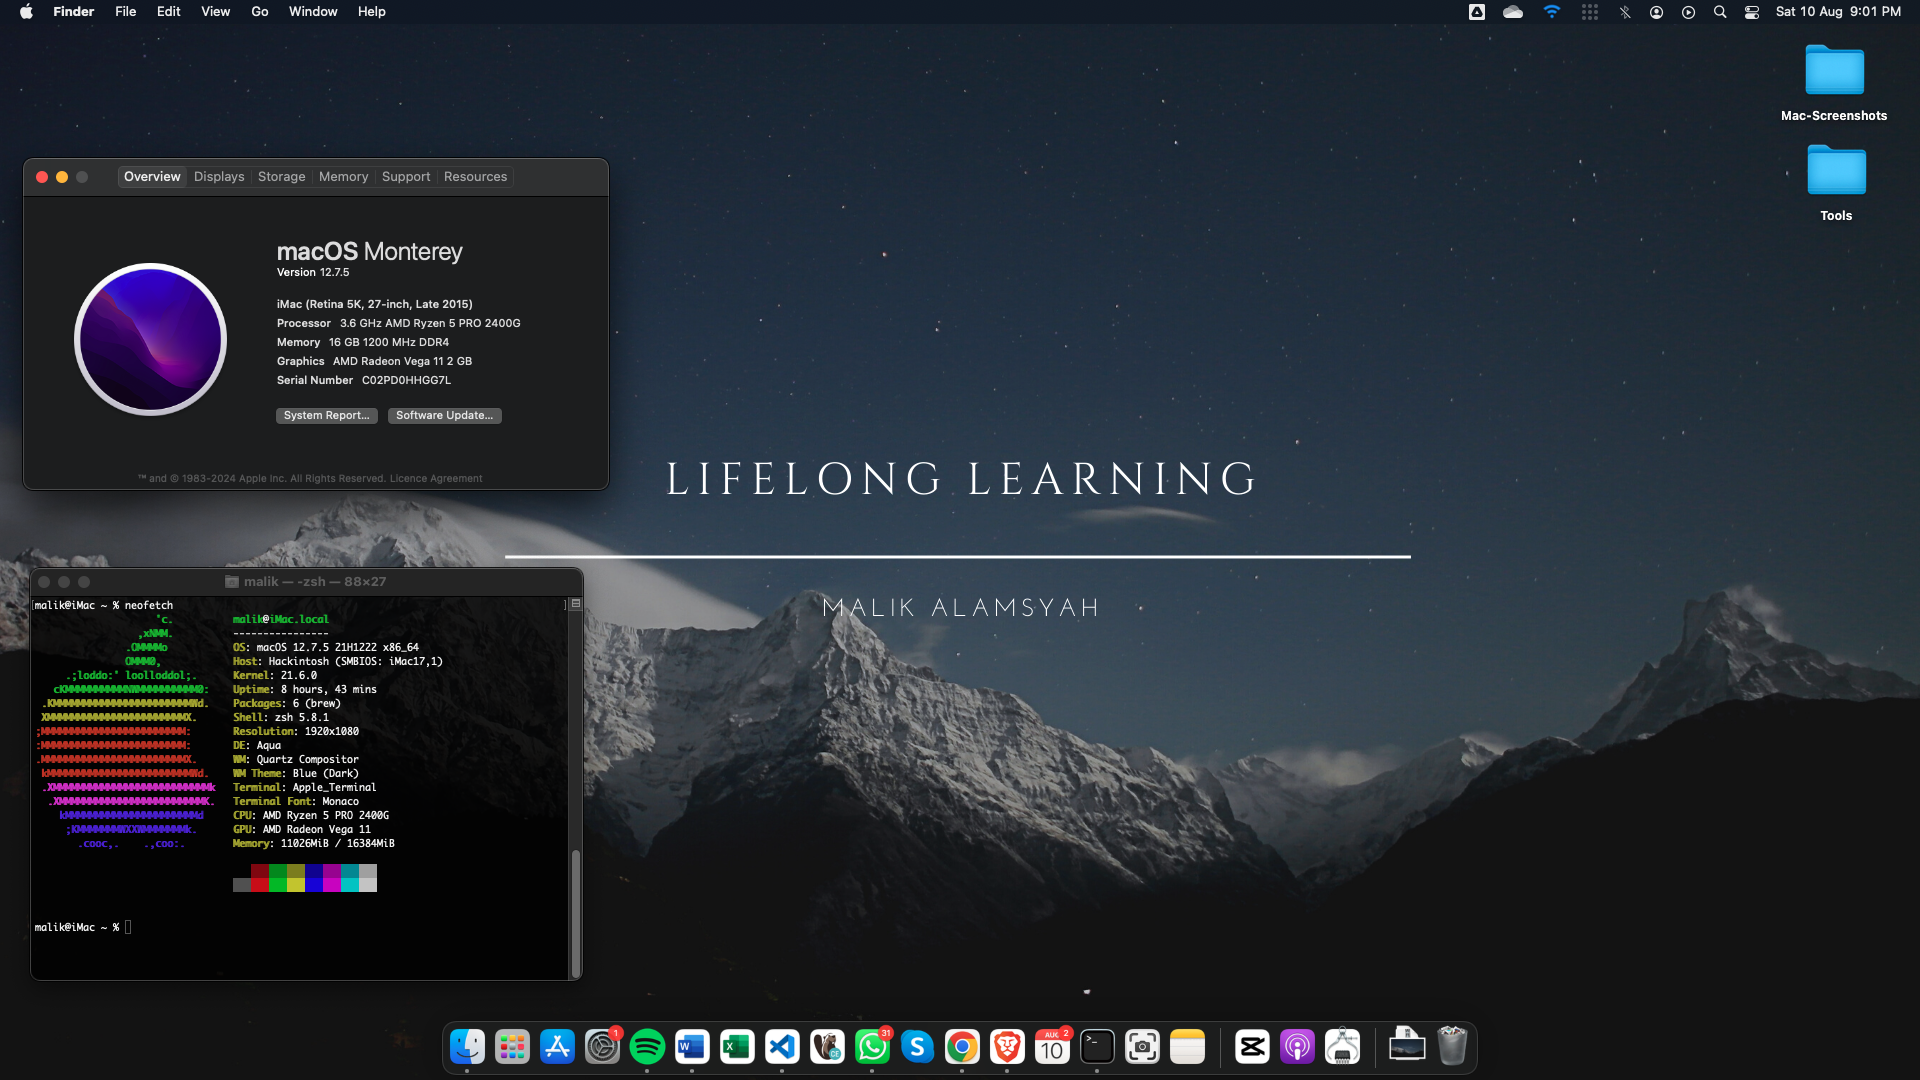 Finder File Edit View Go Window Help
Sat 10 Aug 9:01 PM
Mac-Screenshots
Tools
Overview Displays Storage Memory Support Resources
macOS Monterey
Version 12.7.5
iMac (Retina 5K, 27-inch, Late 2015)
Processor 3.6 GHz AMD Ryzen 5 PRO 2400G
Memory 16 GB 1200 MHz DDR4
Graphics AMD Radeon Vega 11 2 GB
Serial Number C02PD0HHGG7L
System Report... Software Update...
™ and © 1983-2024 Apple Inc. All Rights Reserved. Licence Agreement
LIFELONG LEARNING
MALIK ALAMSYAH
malik — -zsh — 88×27
malik@iMac ~ % neofetch
malik@iMac.local
----------------
OS: macOS 12.7.5 21H1222 x86_64
Host: Hackintosh (SMBIOS: iMac17,1)
Kernel: 21.6.0
Uptime: 8 hours, 43 mins
Packages: 6 (brew)
Shell: zsh 5.8.1
Resolution: 1920x1080
DE: Aqua
WM: Quartz Compositor
WM Theme: Blue (Dark)
Terminal: Apple_Terminal
Terminal Font: Monaco
CPU: AMD Ryzen 5 PRO 2400G
GPU: AMD Radeon Vega 11
Memory: 11026MiB / 16384MiB
malik@iMac ~ %
1
31
AUG 2
10